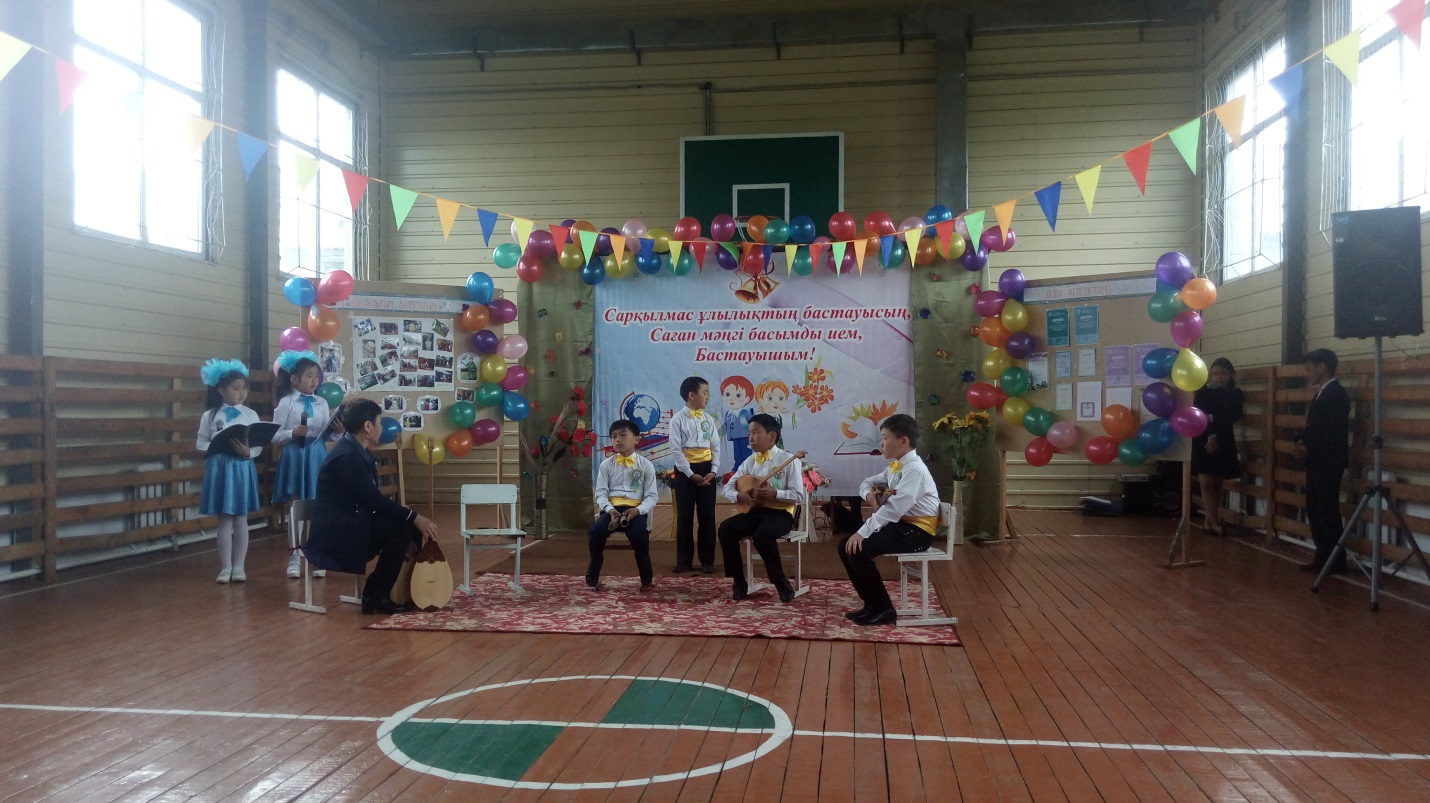 Сарқылмас ұлылықтың бастауысың,
Саған мәңгі басымды ием,
Бастауышым!